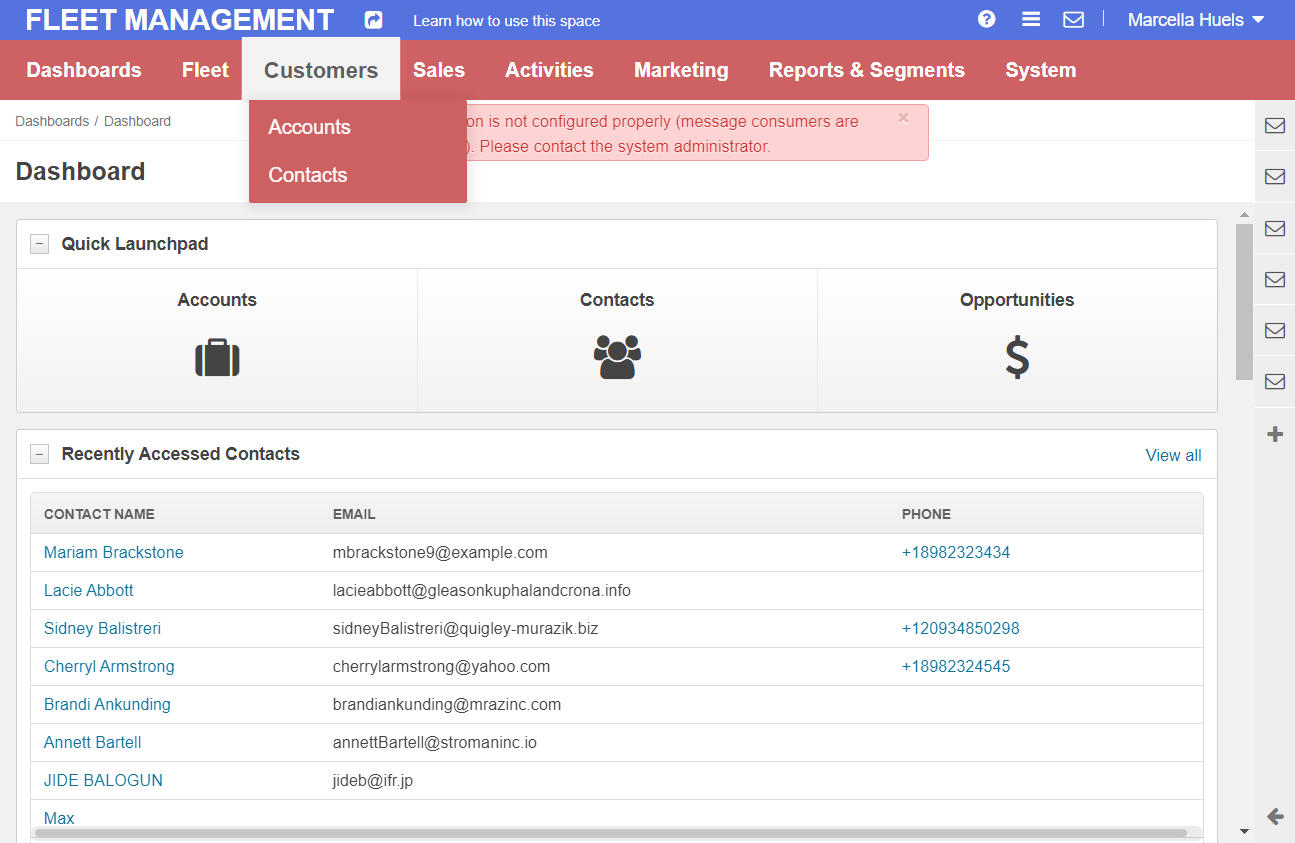 FLEET MANAGEMENT Learn how to use this space Marcella Huels
Dashboards Fleet Customers Sales Activities Marketing Reports & Segments System
Dashboards / Dashboard
Accounts
Contacts
on is not configured properly (message consumers are
). Please contact the system administrator.
×
Dashboard
Quick Launchpad
Accounts Contacts Opportunities
Recently Accessed Contacts View all
CONTACT NAME EMAIL PHONE
Mariam Brackstone mbrackstone9@example.com +18982323434
Lacie Abbott lacieabbott@gleasonkuphalandcrona.info
Sidney Balistreri sidneyBalistreri@quigley-murazik.biz +120934850298
Cherryl Armstrong cherrylarmstrong@yahoo.com +18982324545
Brandi Ankunding brandiankunding@mrazinc.com
Annett Bartell annettBartell@stromaninc.io
JIDE BALOGUN jideb@ifr.jp
Max